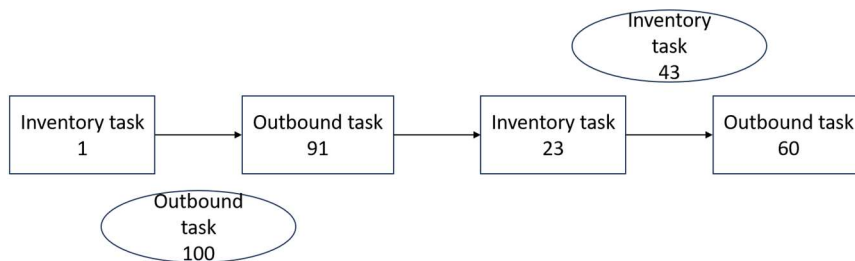 Inventory
task
43
Inventory task
1
Outbound task
91
Inventory task
23
Outbound task
60
Outbound
task
100